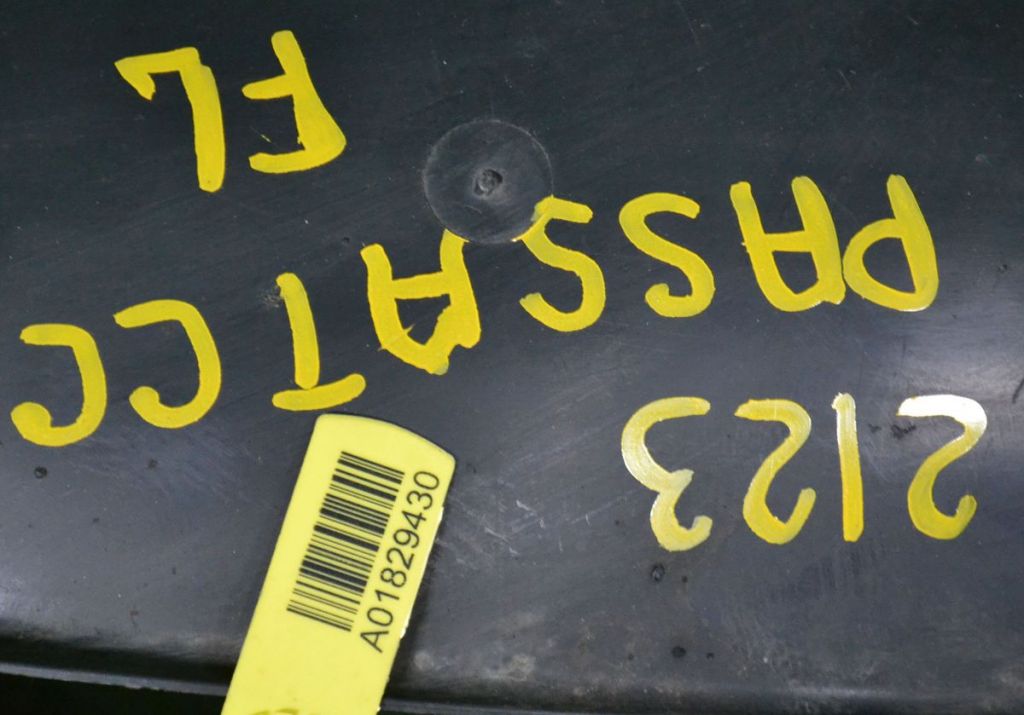 2123
PASSAT CC
FL
A01829430